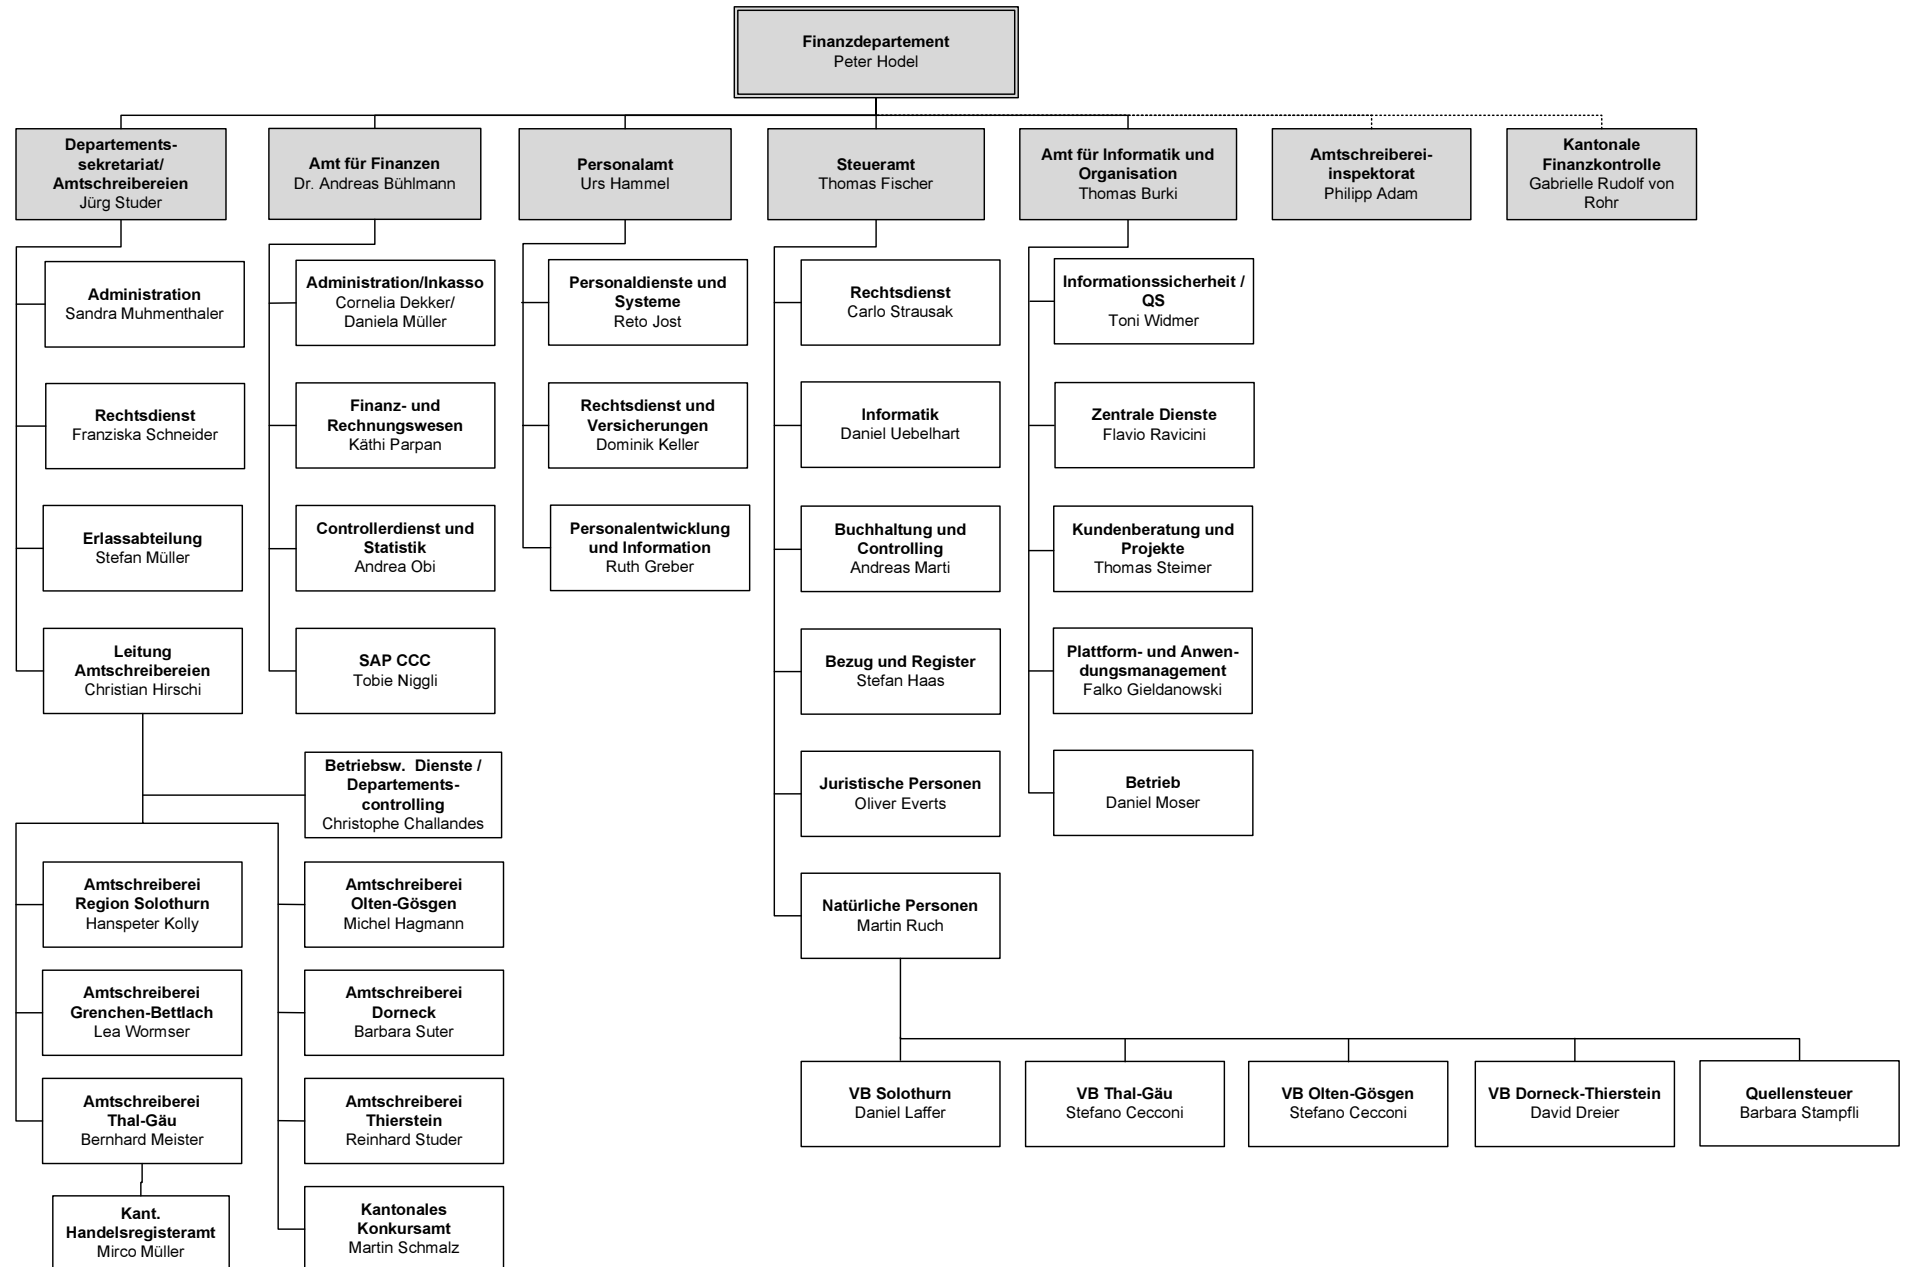 Finanzdepartement
Peter Hodel
Departements-
sekretariat/
Amtschreibereien
Jürg Studer
Amt für Finanzen
Dr. Andreas Bühlmann
Personalamt
Urs Hammel
Steueramt
Thomas Fischer
Amt für Informatik und
Organisation
Thomas Burki
Amtschreiberei-
inspektorat
Philipp Adam
Kantonale
Finanzkontrolle
Gabrielle Rudolf von
Rohr
Administration
Sandra Muhmenthaler
Rechtsdienst
Franziska Schneider
Erlassabteilung
Stefan Müller
Leitung
Amtschreibereien
Christian Hirschi
Administration/Inkasso
Cornelia Dekker/
Daniela Müller
Finanz- und
Rechnungswesen
Käthi Parpan
Controllerdienst und
Statistik
Andrea Obi
SAP CCC
Tobie Niggli
Personaldienste und
Systeme
Reto Jost
Rechtsdienst und
Versicherungen
Dominik Keller
Personalentwicklung
und Information
Ruth Greber
Rechtsdienst
Carlo Strausak
Informatik
Daniel Uebelhart
Buchhaltung und
Controlling
Andreas Marti
Bezug und Register
Stefan Haas
Juristische Personen
Oliver Everts
Natürliche Personen
Martin Ruch
Informationssicherheit /
QS
Toni Widmer
Zentrale Dienste
Flavio Ravicini
Kundenberatung und
Projekte
Thomas Steimer
Plattform- und Anwen-
dungsmanagement
Falko Gieldanowski
Betrieb
Daniel Moser
Betriebsw. Dienste /
Departements-
controlling
Christophe Challandes
Amtschreiberei
Region Solothurn
Hanspeter Kolly
Amtschreiberei
Grenchen-Bettlach
Lea Wormser
Amtschreiberei
Thal-Gäu
Bernhard Meister
Kant.
Handelsregisteramt
Mirco Müller
Amtschreiberei
Olten-Gösgen
Michel Hagmann
Amtschreiberei
Dorneck
Barbara Suter
Amtschreiberei
Thierstein
Reinhard Studer
Kantonales
Konkursamt
Martin Schmalz
VB Solothurn
Daniel Laffer
VB Thal-Gäu
Stefano Cecconi
VB Olten-Gösgen
Stefano Cecconi
VB Dorneck-Thierstein
David Dreier
Quellensteuer
Barbara Stampfli